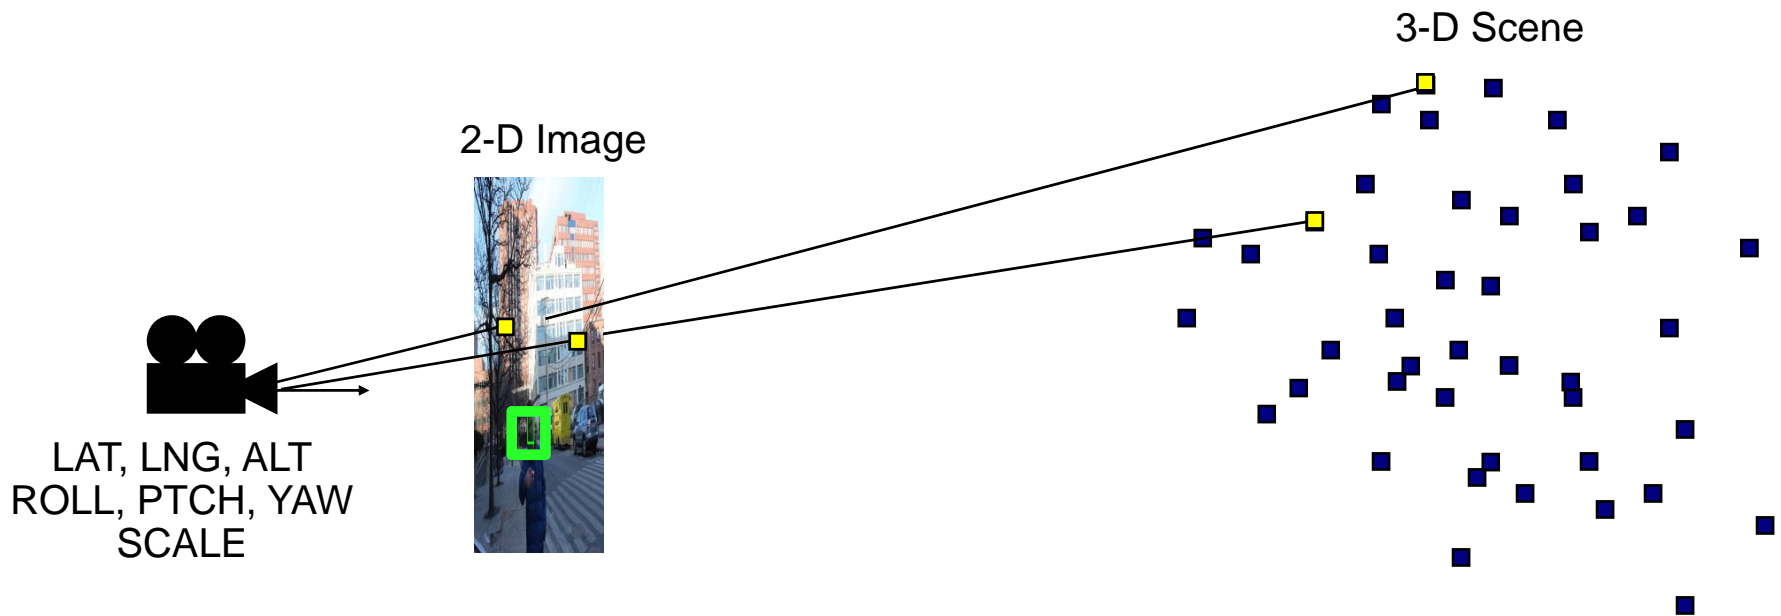 3-D Scene
2-D Image
LAT, LNG, ALT
ROLL, PTCH, YAW
SCALE